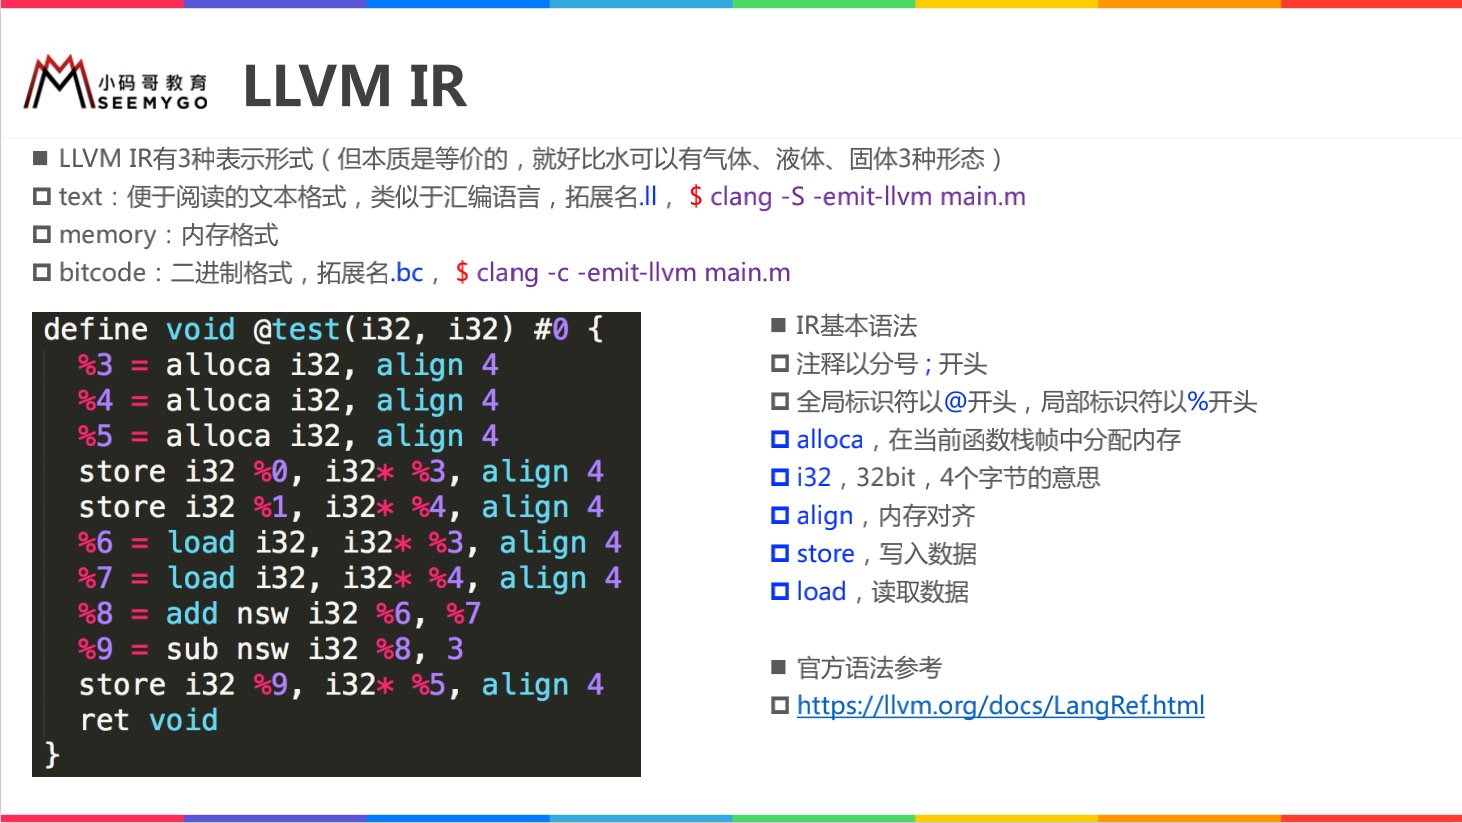 小码哥教育
SEEMYGO
LLVM IR
LLVM IR有3种表示形式（但本质是等价的，就好比水可以有气体、液体、固体3种形态）
text：便于阅读的文本格式，类似于汇编语言，拓展名.ll， $ clang -S -emit-llvm main.m
memory：内存格式
bitcode：二进制格式，拓展名.bc， $ clang -c -emit-llvm main.m
define void @test(i32, i32) #0 {
%3 = alloca i32, align 4
%4 = alloca i32, align 4
%5 = alloca i32, align 4
store i32 %0, i32* %3, align 4
store i32 %1, i32* %4, align 4
%6 = load i32, i32* %3, align 4
%7 = load i32, i32* %4, align 4
%8 = add nsw i32 %6, %7
%9 = sub nsw i32 %8, 3
store i32 %9, i32* %5, align 4
ret void
}
IR基本语法
注释以分号 ; 开头
全局标识符以@开头，局部标识符以%开头
alloca，在当前函数栈帧中分配内存
i32，32bit，4个字节的意思
align，内存对齐
store，写入数据
load，读取数据
官方语法参考
https://llvm.org/docs/LangRef.html